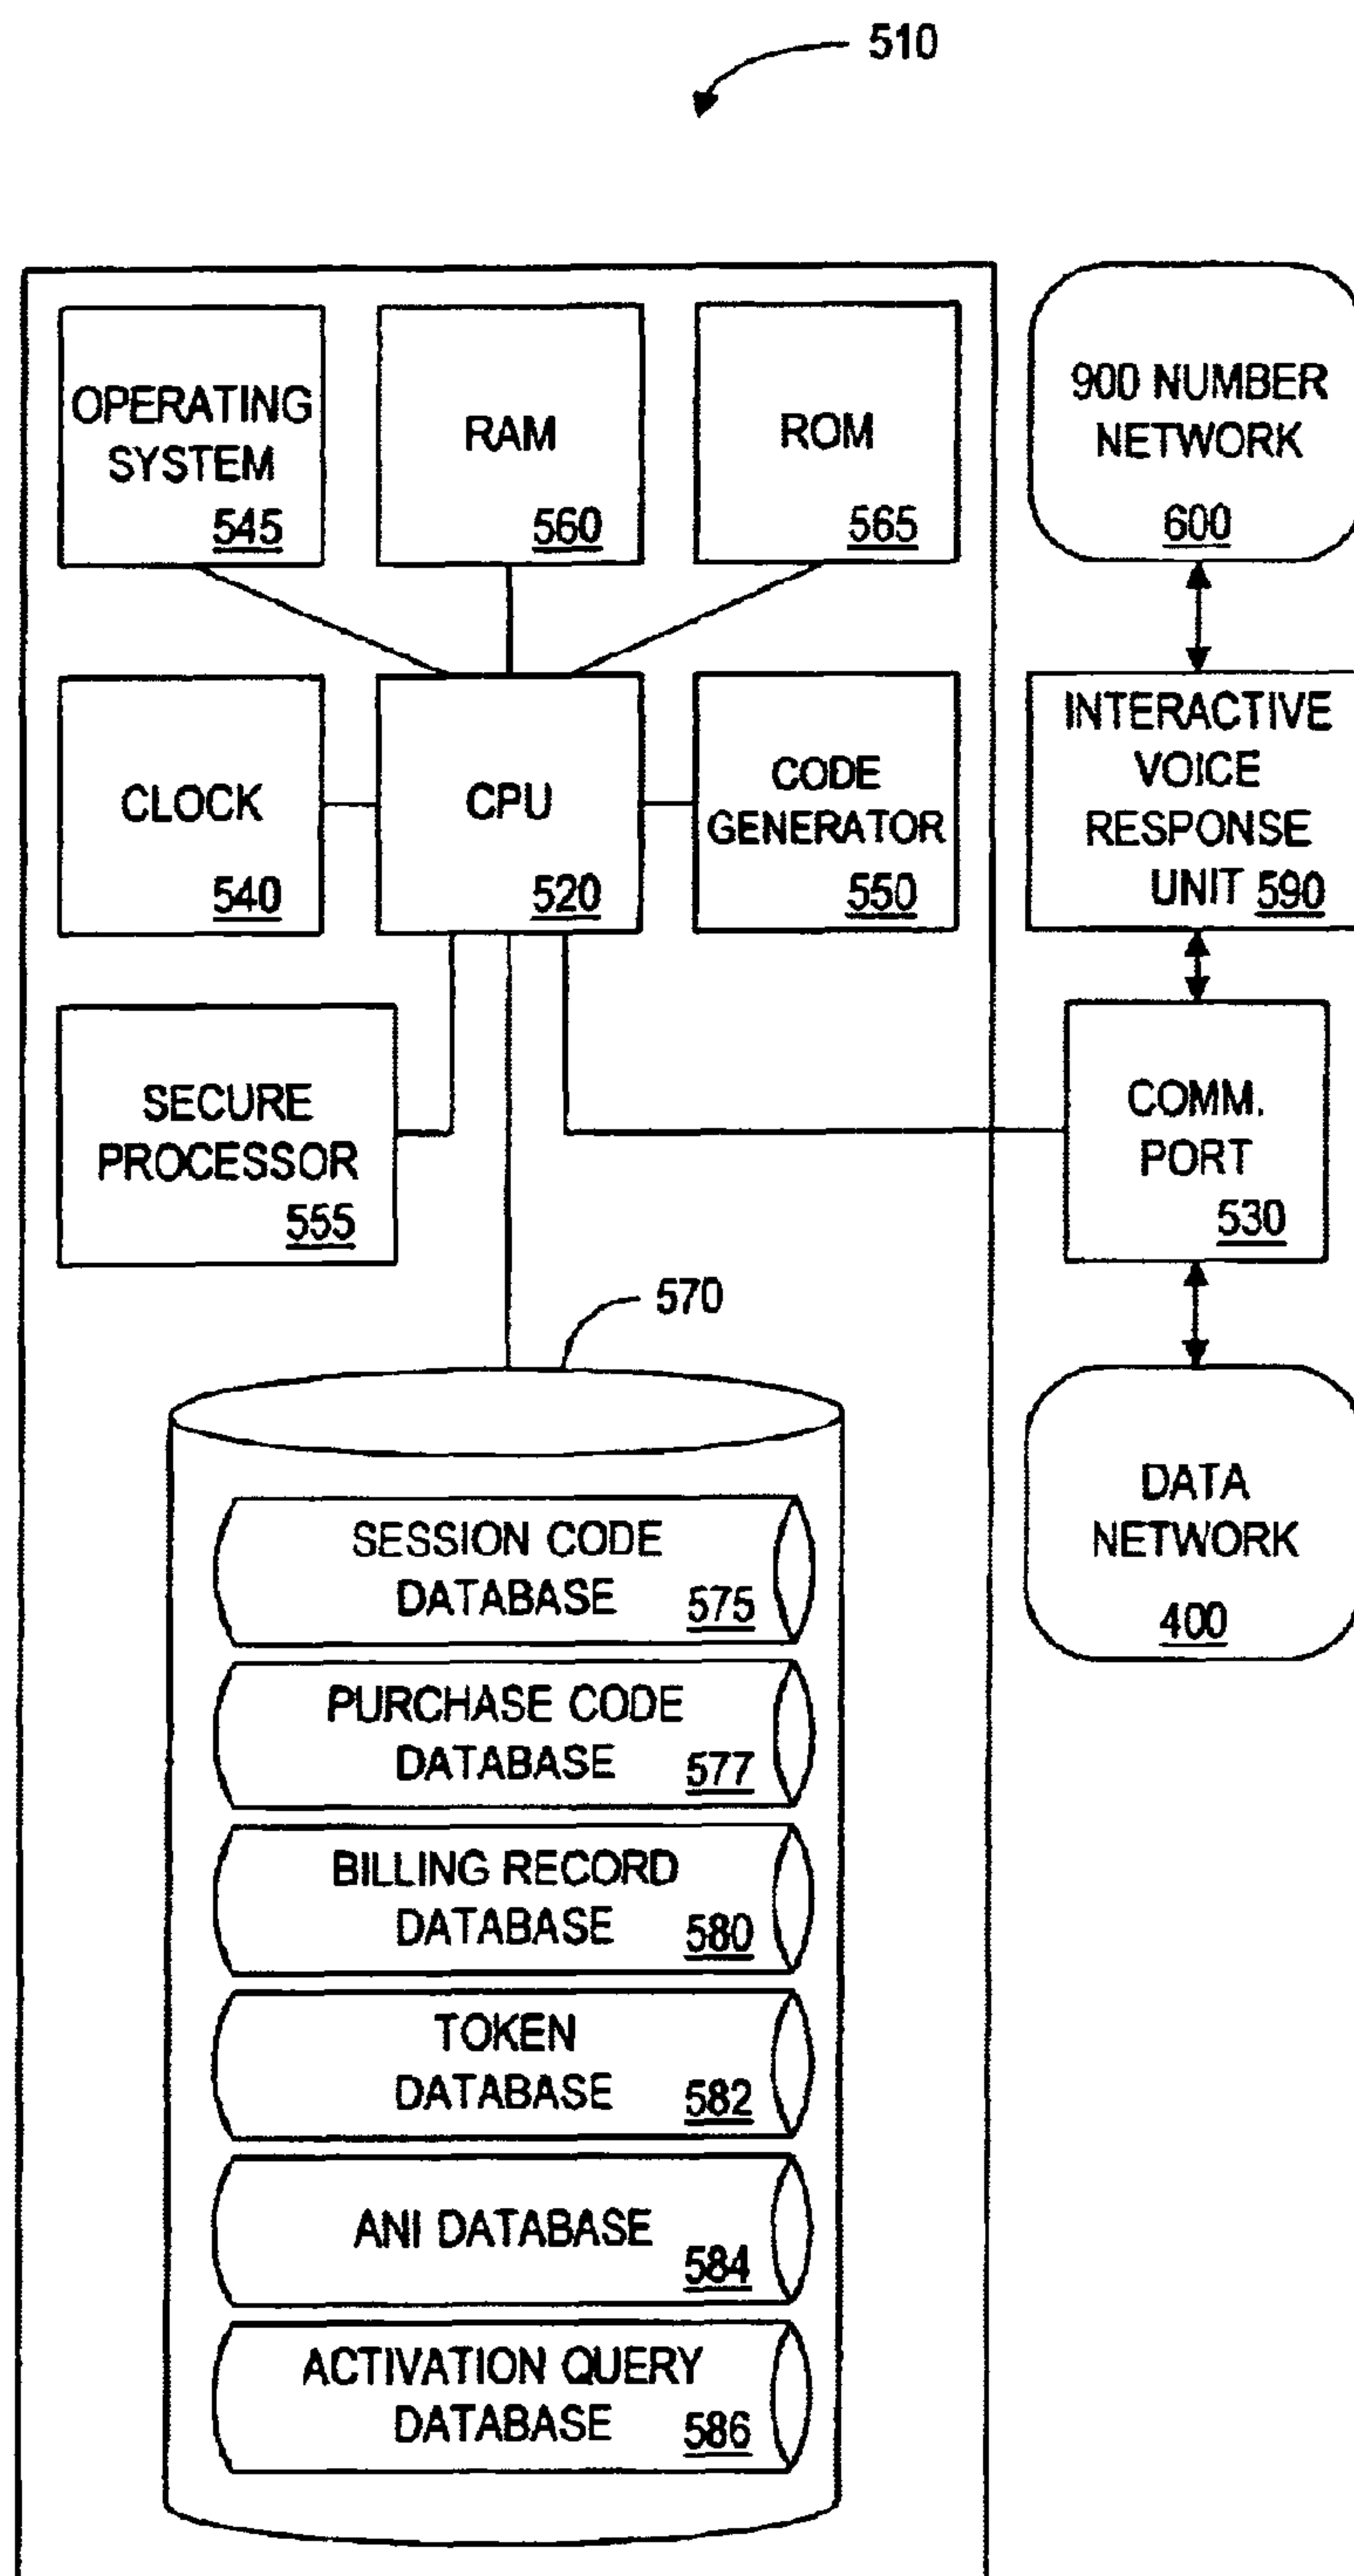 510
OPERATING
SYSTEM
545
RAM
560
ROM
565
900 NUMBER
NETWORK
600
CLOCK
540
CPU
520
CODE
GENERATOR
550
INTERACTIVE
VOICE
RESPONSE
UNIT 590
SECURE
PROCESSOR
555
COMM.
PORT
530
570
DATA
NETWORK
400
SESSION CODE
DATABASE 575
PURCHASE CODE
DATABASE 577
BILLING RECORD
DATABASE 580
TOKEN
DATABASE 582
ANI DATABASE
584
ACTIVATION QUERY
DATABASE 586